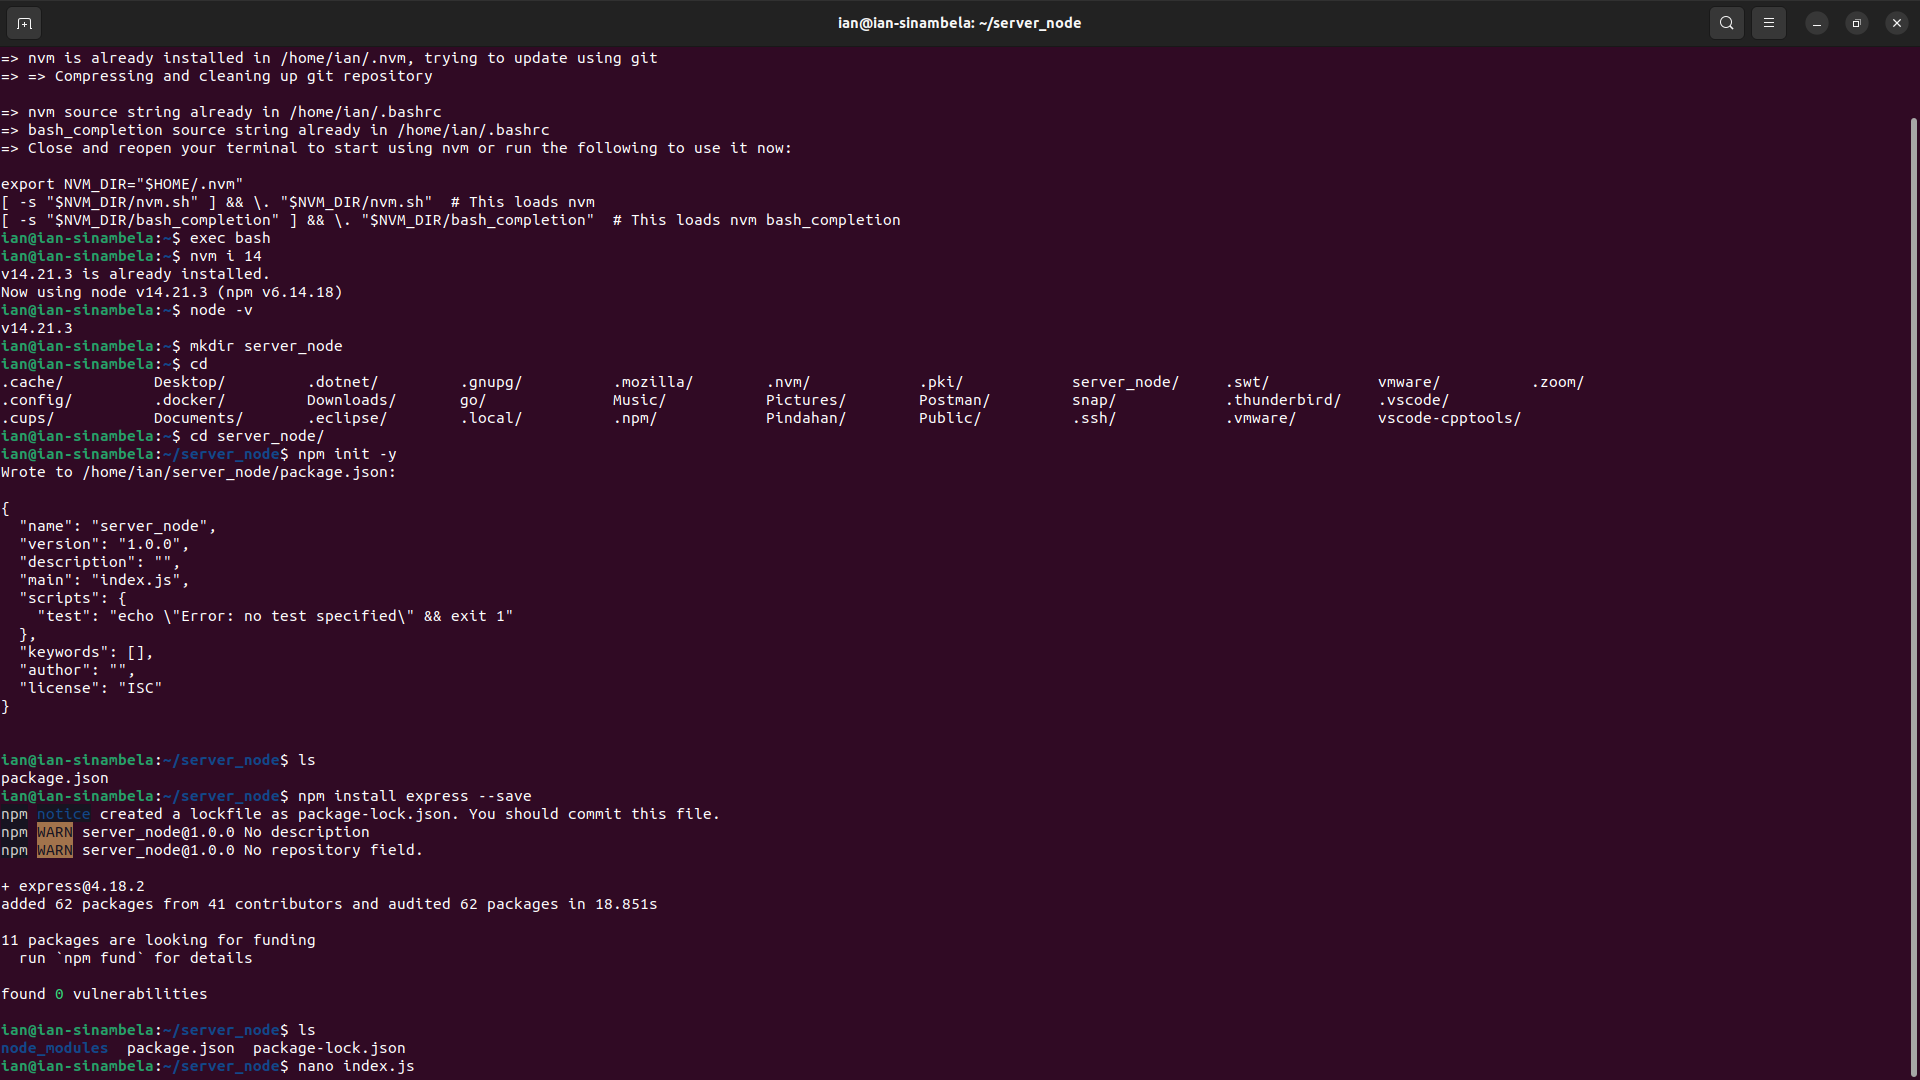 ian@ian-sinambela: ~/server_node
=> nvm is already installed in /home/ian/.nvm, trying to update using git
=> => Compressing and cleaning up git repository
=> nvm source string already in /home/ian/.bashrc
=> bash_completion source string already in /home/ian/.bashrc
=> Close and reopen your terminal to start using nvm or run the following to use it now:
export NVM_DIR="$HOME/.nvm"
[ -s "$NVM_DIR/nvm.sh" ] && \. "$NVM_DIR/nvm.sh"  # This loads nvm
[ -s "$NVM_DIR/bash_completion" ] && \. "$NVM_DIR/bash_completion"  # This loads nvm bash_completion
ian@ian-sinambela:~$ exec bash
ian@ian-sinambela:~$ nvm i 14
v14.21.3 is already installed.
Now using node v14.21.3 (npm v6.14.18)
ian@ian-sinambela:~$ node -v
v14.21.3
ian@ian-sinambela:~$ mkdir server_node
ian@ian-sinambela:~$ cd
.cache/          Desktop/         .dotnet/         .gnupg/          .mozilla/        .nvm/            .pki/            server_node/     .swt/            vmware/          .zoom/
.config/         .docker/         Downloads/       go/              Music/           Pictures/        Postman/         snap/            .thunderbird/    .vscode/
.cups/           Documents/       .eclipse/        .local/          .npm/            Pindahan/        Public/          .ssh/            .vmware/         vscode-cpptools/
ian@ian-sinambela:~$ cd server_node/
ian@ian-sinambela:~/server_node$ npm init -y
Wrote to /home/ian/server_node/package.json:
{
  "name": "server_node",
  "version": "1.0.0",
  "description": "",
  "main": "index.js",
  "scripts": {
    "test": "echo \"Error: no test specified\" && exit 1"
  },
  "keywords": [],
  "author": "",
  "license": "ISC"
}
ian@ian-sinambela:~/server_node$ ls
package.json
ian@ian-sinambela:~/server_node$ npm install express --save
npm notice created a lockfile as package-lock.json. You should commit this file.
npm WARN server_node@1.0.0 No description
npm WARN server_node@1.0.0 No repository field.
+ express@4.18.2
added 62 packages from 41 contributors and audited 62 packages in 18.851s
11 packages are looking for funding
  run `npm fund` for details
found 0 vulnerabilities
ian@ian-sinambela:~/server_node$ ls
node_modules  package.json  package-lock.json
ian@ian-sinambela:~/server_node$ nano index.js